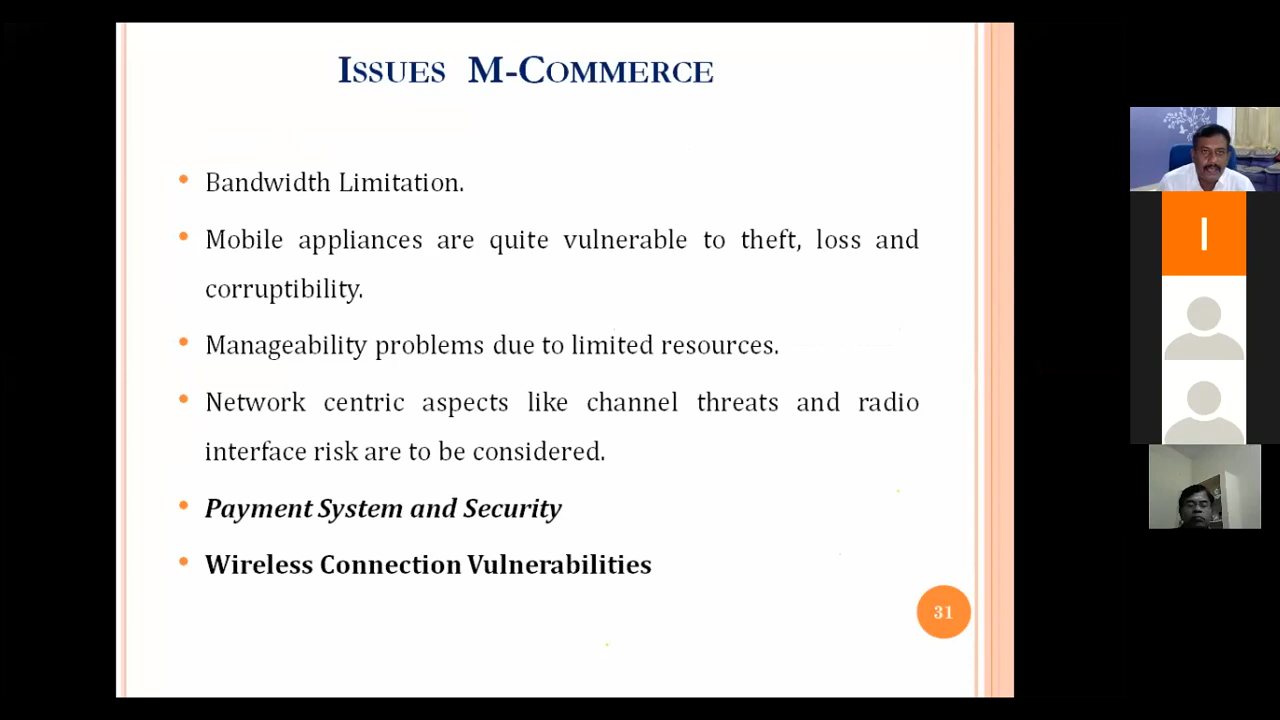 ISSUES M-COMMERCE
• Bandwidth Limitation.
• Mobile appliances are quite vulnerable to theft, loss and
corruptibility.
• Manageability problems due to limited resources.
• Network centric aspects like channel threats and radio
interface risk are to be considered.
• Payment System and Security
• Wireless Connection Vulnerabilities
31
I